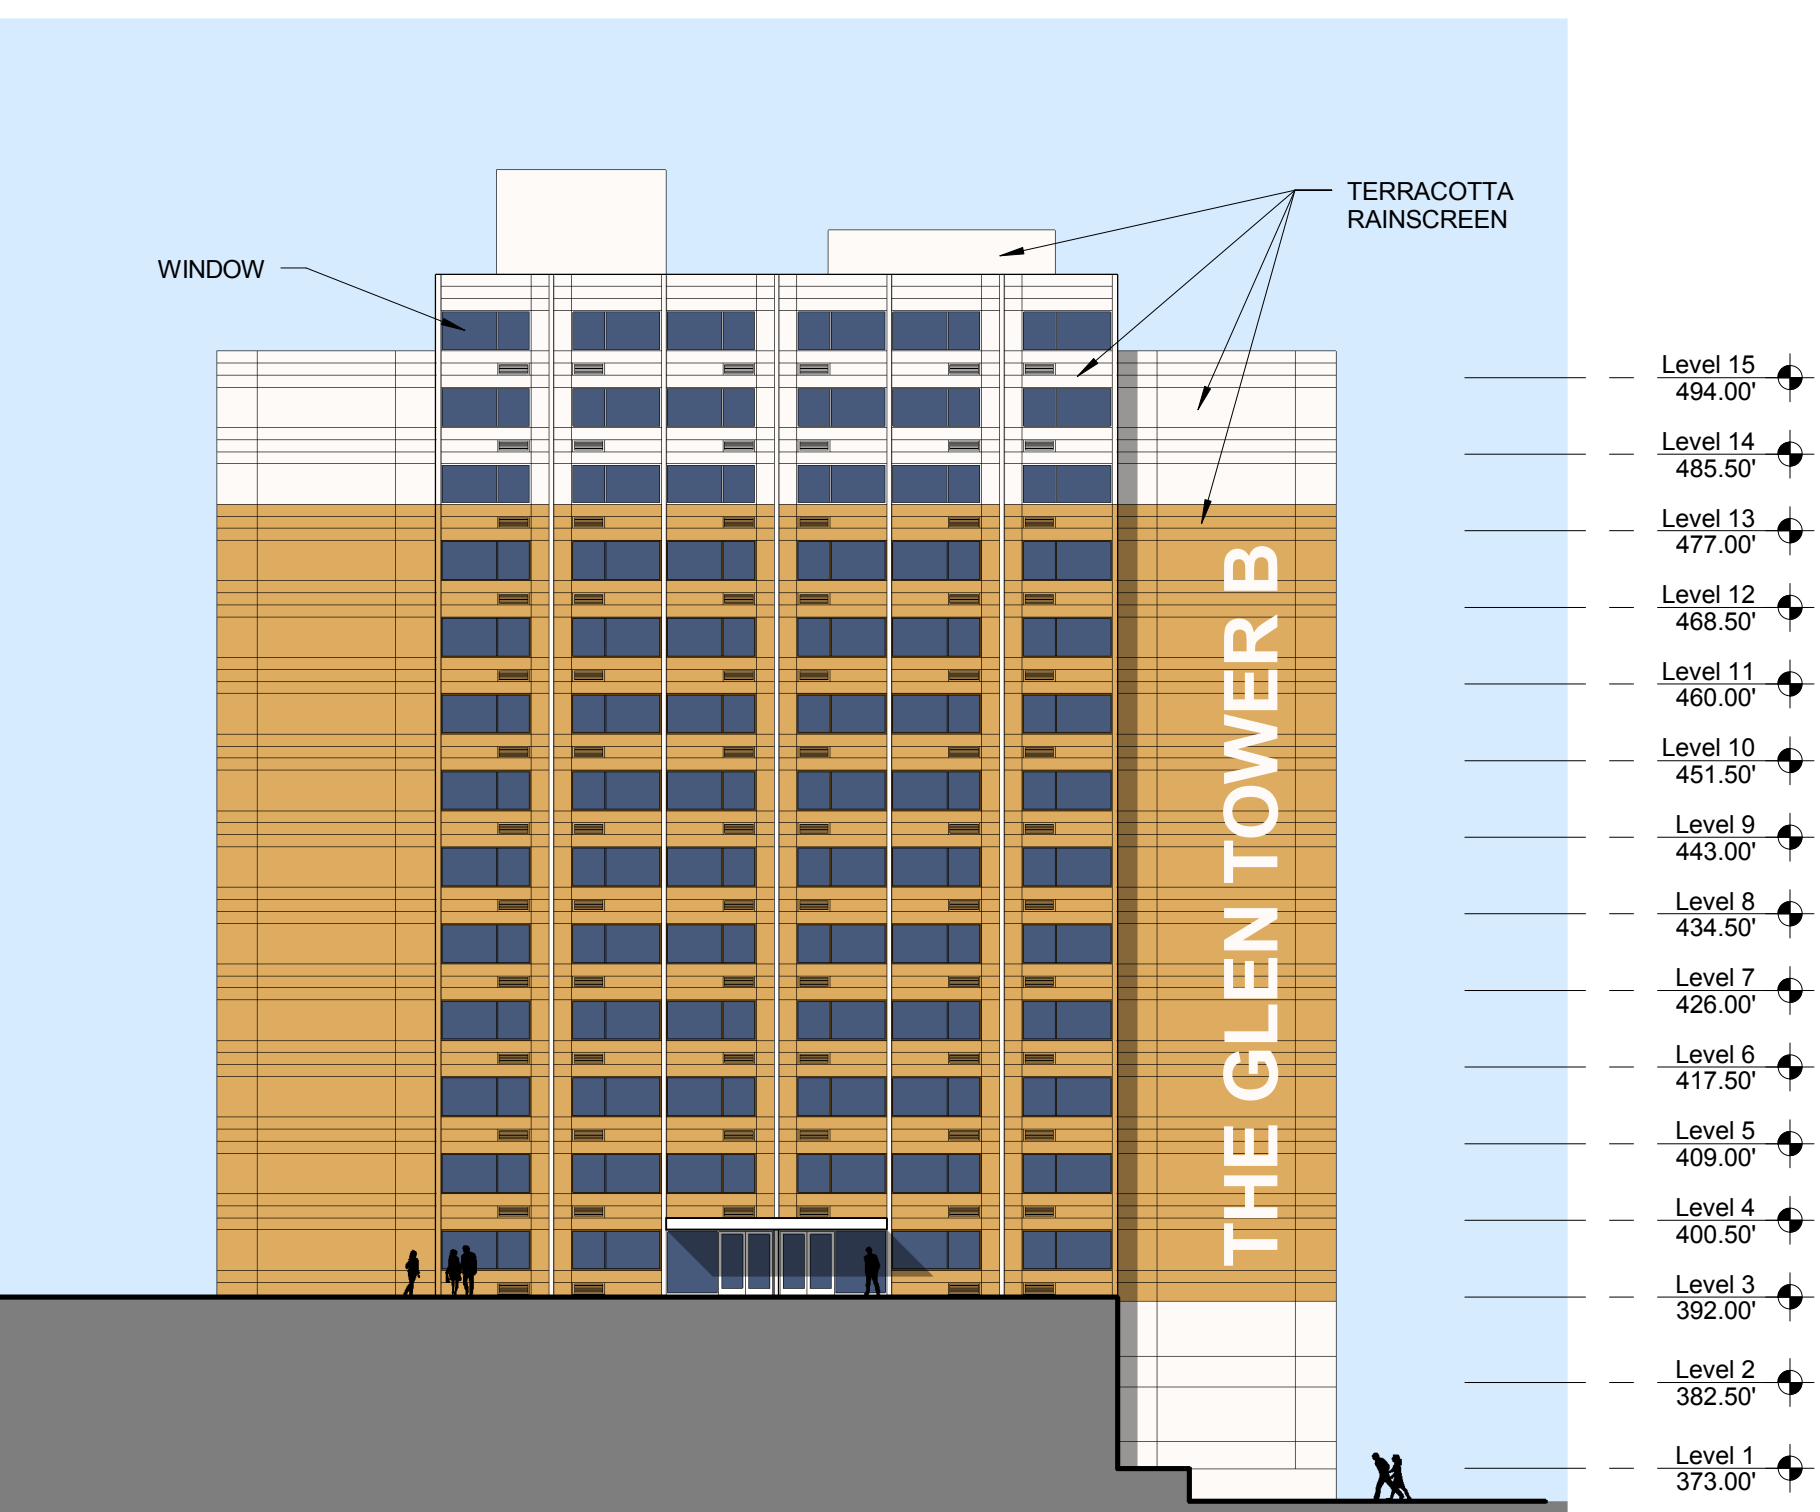 TERRACOTTA
RAINSCREEN
WINDOW
Level 15
494.00'
Level 14
485.50'
Level 13
477.00'
Level 12
468.50'
Level 11
460.00'
Level 10
451.50'
Level 9
443.00'
Level 8
434.50'
Level 7
426.00'
Level 6
417.50'
Level 5
409.00'
Level 4
400.50'
Level 3
392.00'
Level 2
382.50'
Level 1
373.00'
THE GLEN TOWER B